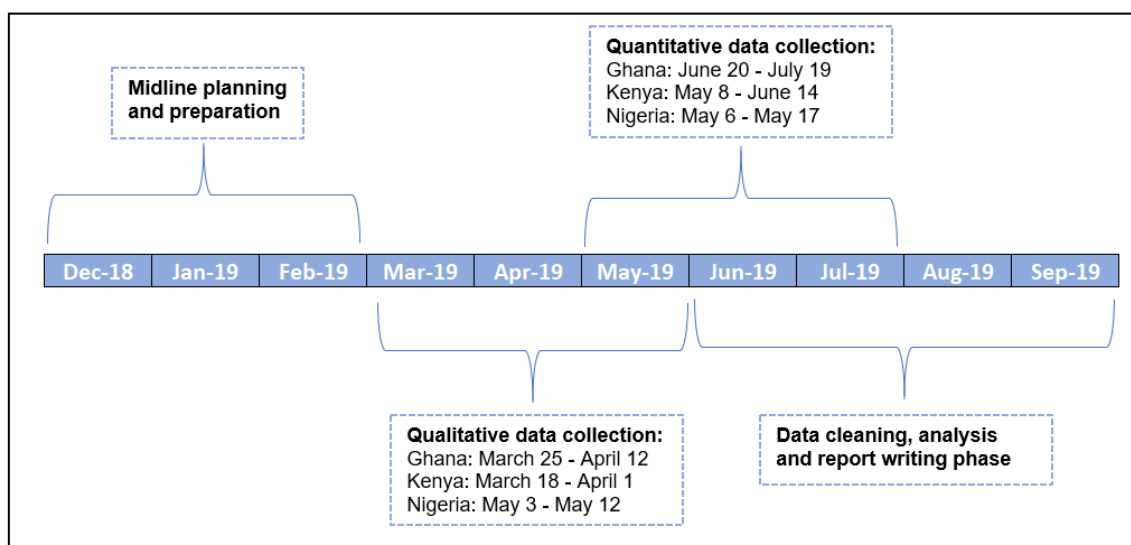 Midline planning
and preparation
Quantitative data collection:
Ghana: June 20 - July 19
Kenya: May 8 - June 14
Nigeria: May 6 - May 17
Dec-18 Jan-19 Feb-19 Mar-19 Apr-19 May-19 Jun-19 Jul-19 Aug-19 Sep-19
Qualitative data collection:
Ghana: March 25 - April 12
Kenya: March 18 - April 1
Nigeria: May 3 - May 12
Data cleaning, analysis
and report writing phase